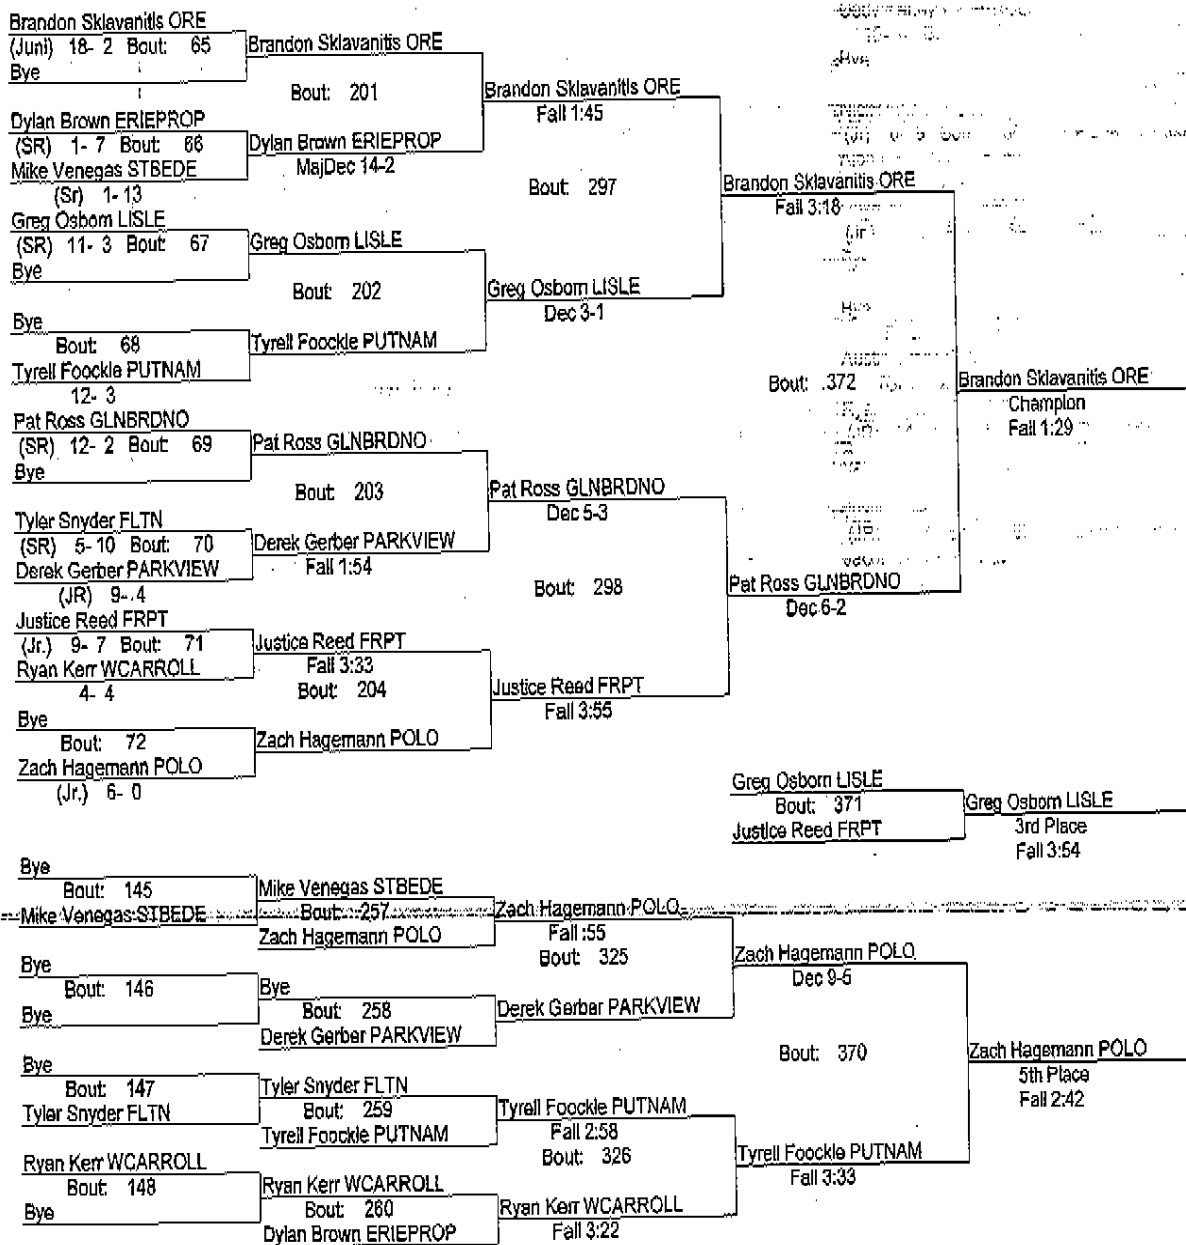 Brandon Sklavanitis ORE
(Juni) 18- 2 Bout: 65
Bye
Brandon Sklavanitis ORE
Bout: 201
Dylan Brown ERIEPROP
(SR) 1- 7 Bout: 66
Mike Venegas STBEDE
(Sr) 1- 13
Dylan Brown ERIEPROP
MajDec 14-2
Brandon Sklavanitis ORE
Fall 1:45
Bout: 297
Greg Osborn LISLE
(SR) 11- 3 Bout: 67
Bye
Greg Osborn LISLE
Bout: 202
Bye
Bout: 68
Tyrell Foockle PUTNAM
12- 3
Tyrell Foockle PUTNAM
Greg Osborn LISLE
Dec 3-1
Brandon Sklavanitis ORE
Fall 3:18
Bout: 372
Brandon Sklavanitis ORE
Champion
Fall 1:29
Pat Ross GLNBRDNO
(SR) 12- 2 Bout: 69
Bye
Pat Ross GLNBRDNO
Bout: 203
Tyler Snyder FLTN
(SR) 5- 10 Bout: 70
Derek Gerber PARKVIEW
(JR) 9- 4
Derek Gerber PARKVIEW
Fall 1:54
Pat Ross GLNBRDNO
Dec 5-3
Bout: 298
Justice Reed FRPT
(Jr.) 9- 7 Bout: 71
Ryan Kerr WCARROLL
4- 4
Justice Reed FRPT
Fall 3:33
Bout: 204
Bye
Bout: 72
Zach Hagemann POLO
(Jr.) 6- 0
Zach Hagemann POLO
Justice Reed FRPT
Fall 3:55
Pat Ross GLNBRDNO
Dec 6-2
Greg Osborn LISLE
Bout: 371
Justice Reed FRPT
Greg Osborn LISLE
3rd Place
Fall 3:54
Bye
Bout: 145
Mike Venegas STBEDE
Mike Venegas STBEDE
Bout: 257
Zach Hagemann POLO
Zach Hagemann POLO
Fall :55
Bout: 325
Bye
Bout: 146
Bye
Bye
Bout: 258
Derek Gerber PARKVIEW
Derek Gerber PARKVIEW
Zach Hagemann POLO
Dec 9-5
Bout: 370
Zach Hagemann POLO
5th Place
Fall 2:42
Bye
Bout: 147
Tyler Snyder FLTN
Tyler Snyder FLTN
Bout: 259
Tyrell Foockle PUTNAM
Tyrell Foockle PUTNAM
Fall 2:58
Bout: 326
Ryan Kerr WCARROLL
Bout: 148
Bye
Ryan Kerr WCARROLL
Bout: 260
Dylan Brown ERIEPROP
Ryan Kerr WCARROLL
Fall 3:22
Tyrell Foockle PUTNAM
Fall 3:33